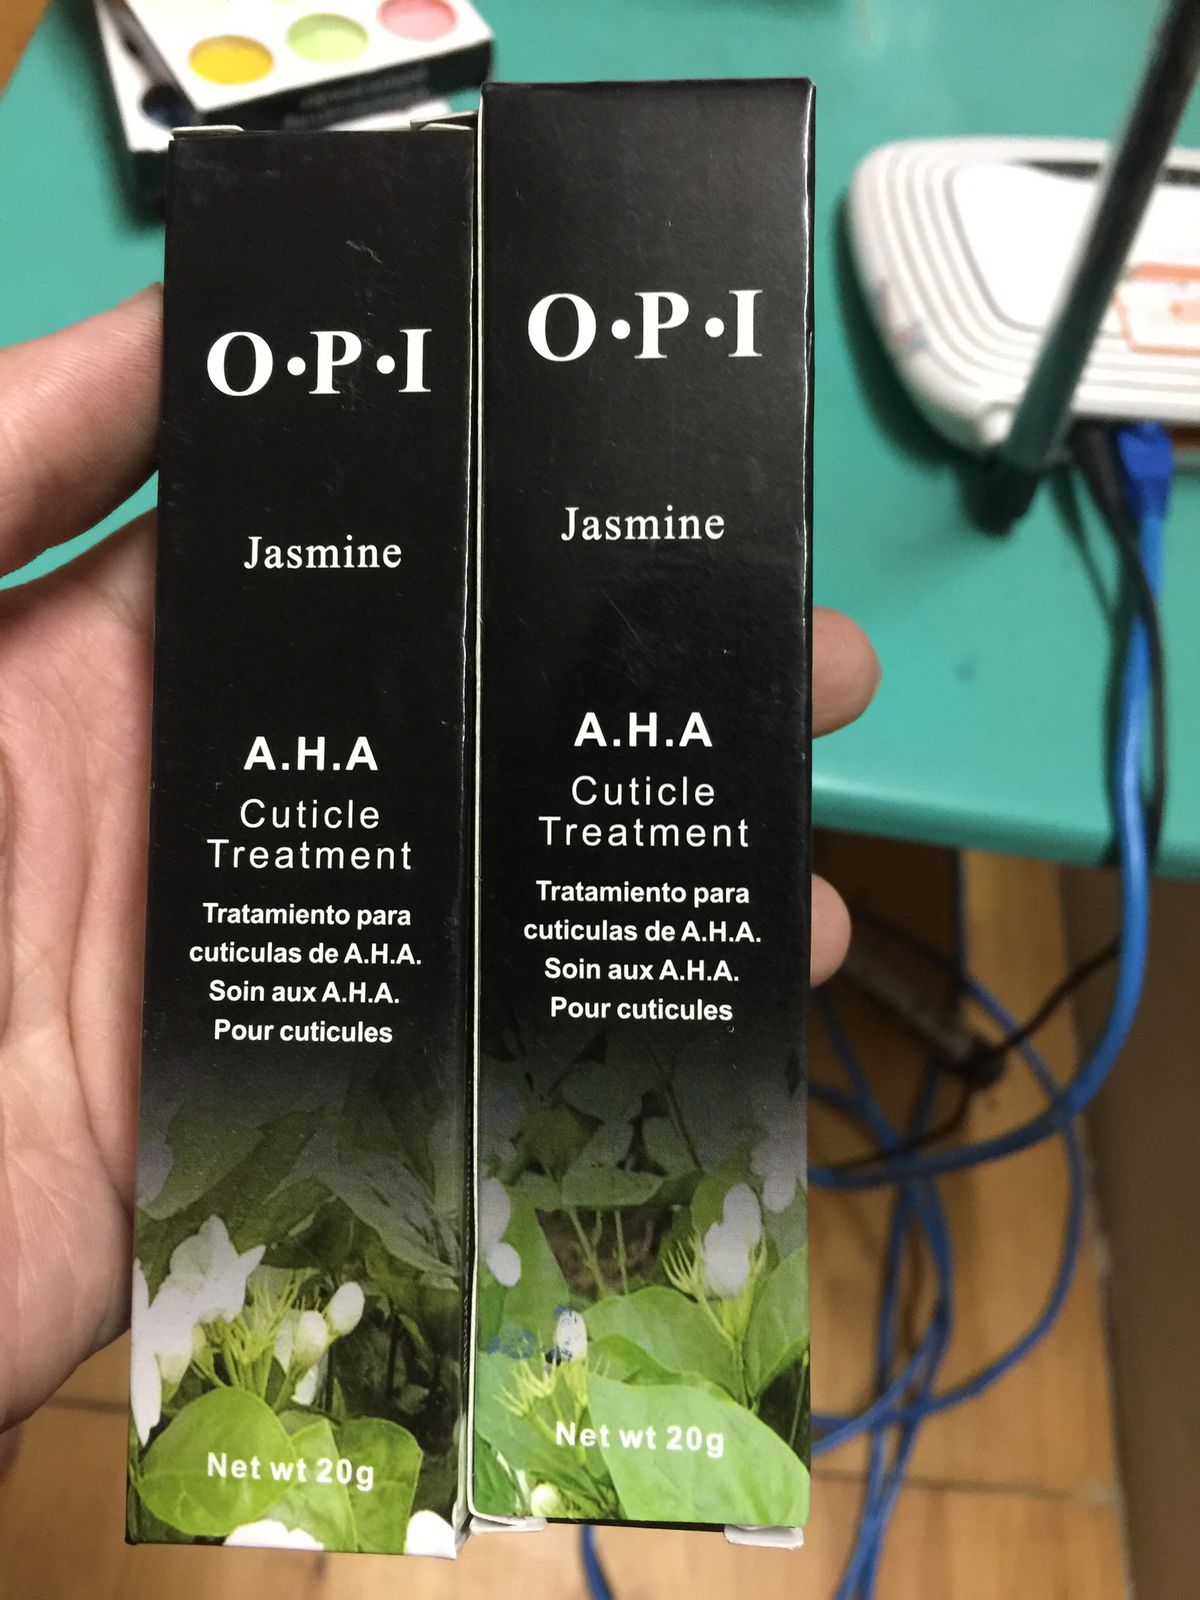 O·P·I
Jasmine
A.H.A
Cuticle
Treatment
Tratamiento para
cuticulas de A.H.A.
Soin aux A.H.A.
Pour cuticules
Net wt 20g
O·P·I
Jasmine
A.H.A
Cuticle
Treatment
Tratamiento para
cuticulas de A.H.A.
Soin aux A.H.A.
Pour cuticules
Net wt 20g